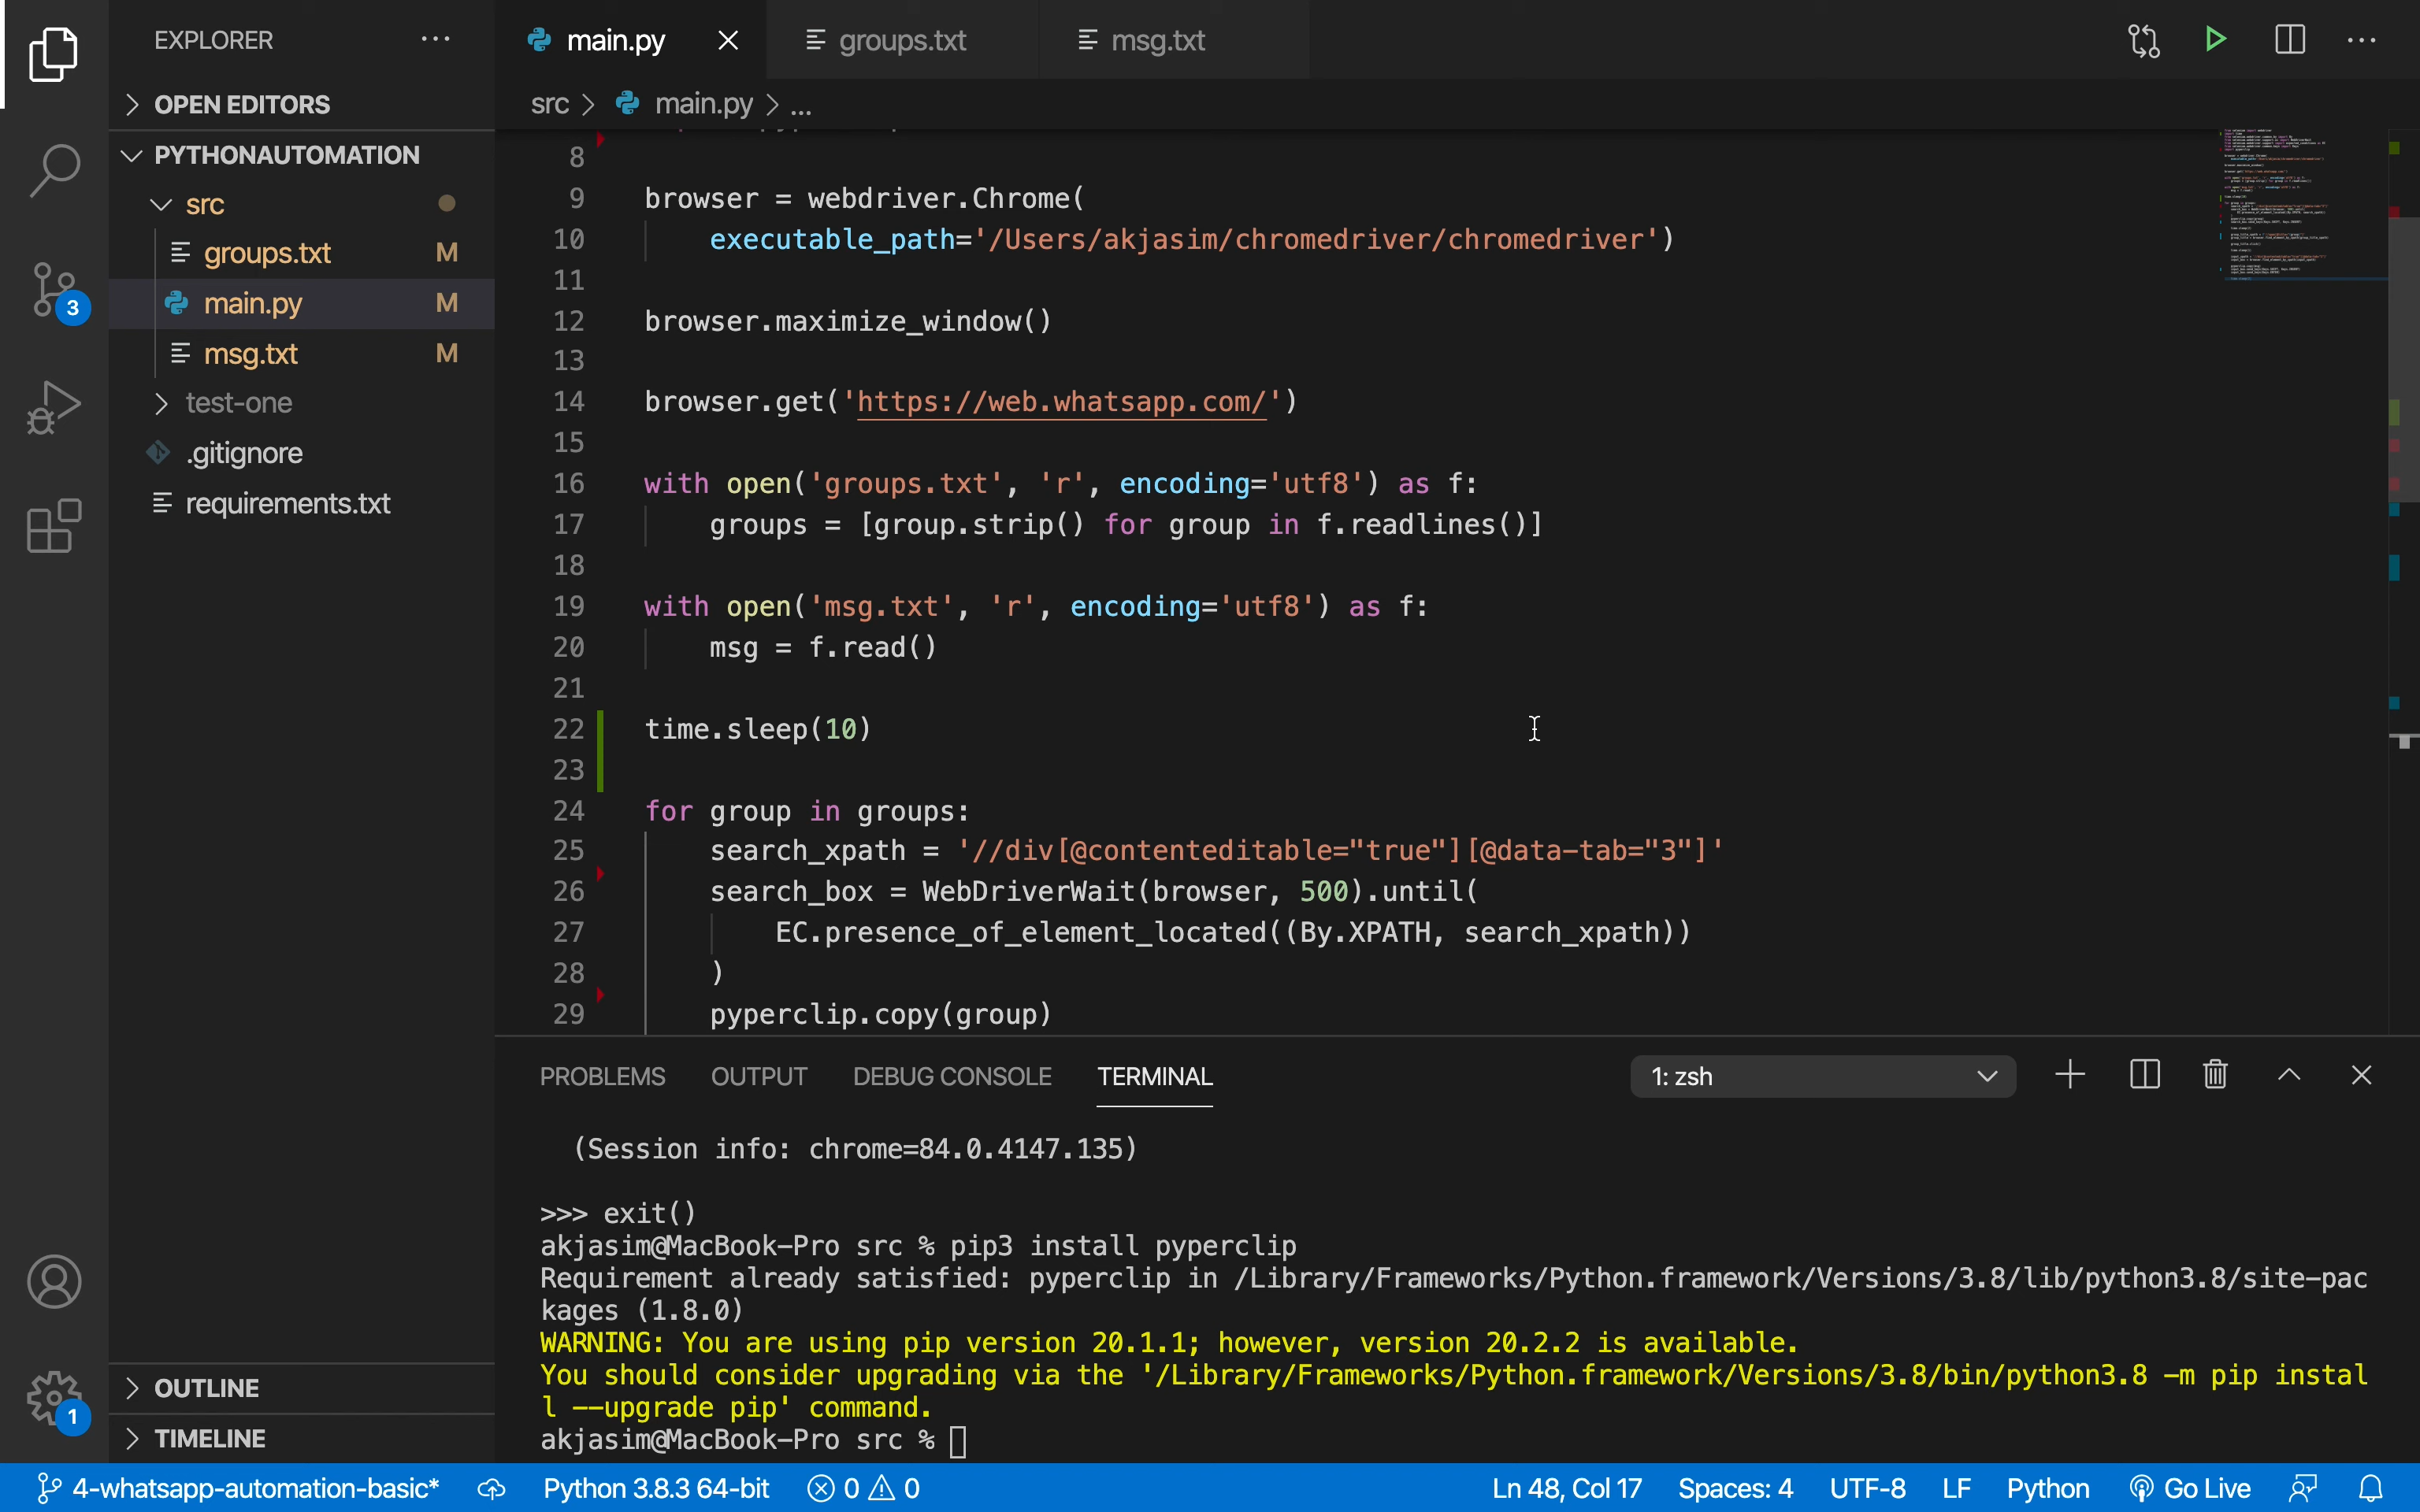 EXPLORER
main.py
groups.txt
msg.txt
OPEN EDITORS
src > main.py > ...
PYTHONAUTOMATION
src
groups.txt M
main.py M
msg.txt M
test-one
.gitignore
requirements.txt
3
8
9 browser = webdriver.Chrome(
10 executable_path='/Users/akjasim/chromedriver/chromedriver')
11
12 browser.maximize_window()
13
14 browser.get('https://web.whatsapp.com/')
15
16 with open('groups.txt', 'r', encoding='utf8') as f:
17 groups = [group.strip() for group in f.readlines()]
18
19 with open('msg.txt', 'r', encoding='utf8') as f:
20 msg = f.read()
21
22 time.sleep(10)
23
24 for group in groups:
25 search_xpath = '//div[@contenteditable="true"][@data-tab="3"]'
26 search_box = WebDriverWait(browser, 500).until(
27 EC.presence_of_element_located((By.XPATH, search_xpath))
28 )
29 pyperclip.copy(group)
PROBLEMS OUTPUT DEBUG CONSOLE TERMINAL 1: zsh
(Session info: chrome=84.0.4147.135)
>>> exit()
akjasim@MacBook-Pro src % pip3 install pyperclip
Requirement already satisfied: pyperclip in /Library/Frameworks/Python.framework/Versions/3.8/lib/python3.8/site-pac
kages (1.8.0)
WARNING: You are using pip version 20.1.1; however, version 20.2.2 is available.
You should consider upgrading via the '/Library/Frameworks/Python.framework/Versions/3.8/bin/python3.8 -m pip instal
l --upgrade pip' command.
akjasim@MacBook-Pro src %
OUTLINE
TIMELINE
1
4-whatsapp-automation-basic* Python 3.8.3 64-bit 0 0 Ln 48, Col 17 Spaces: 4 UTF-8 LF Python Go Live